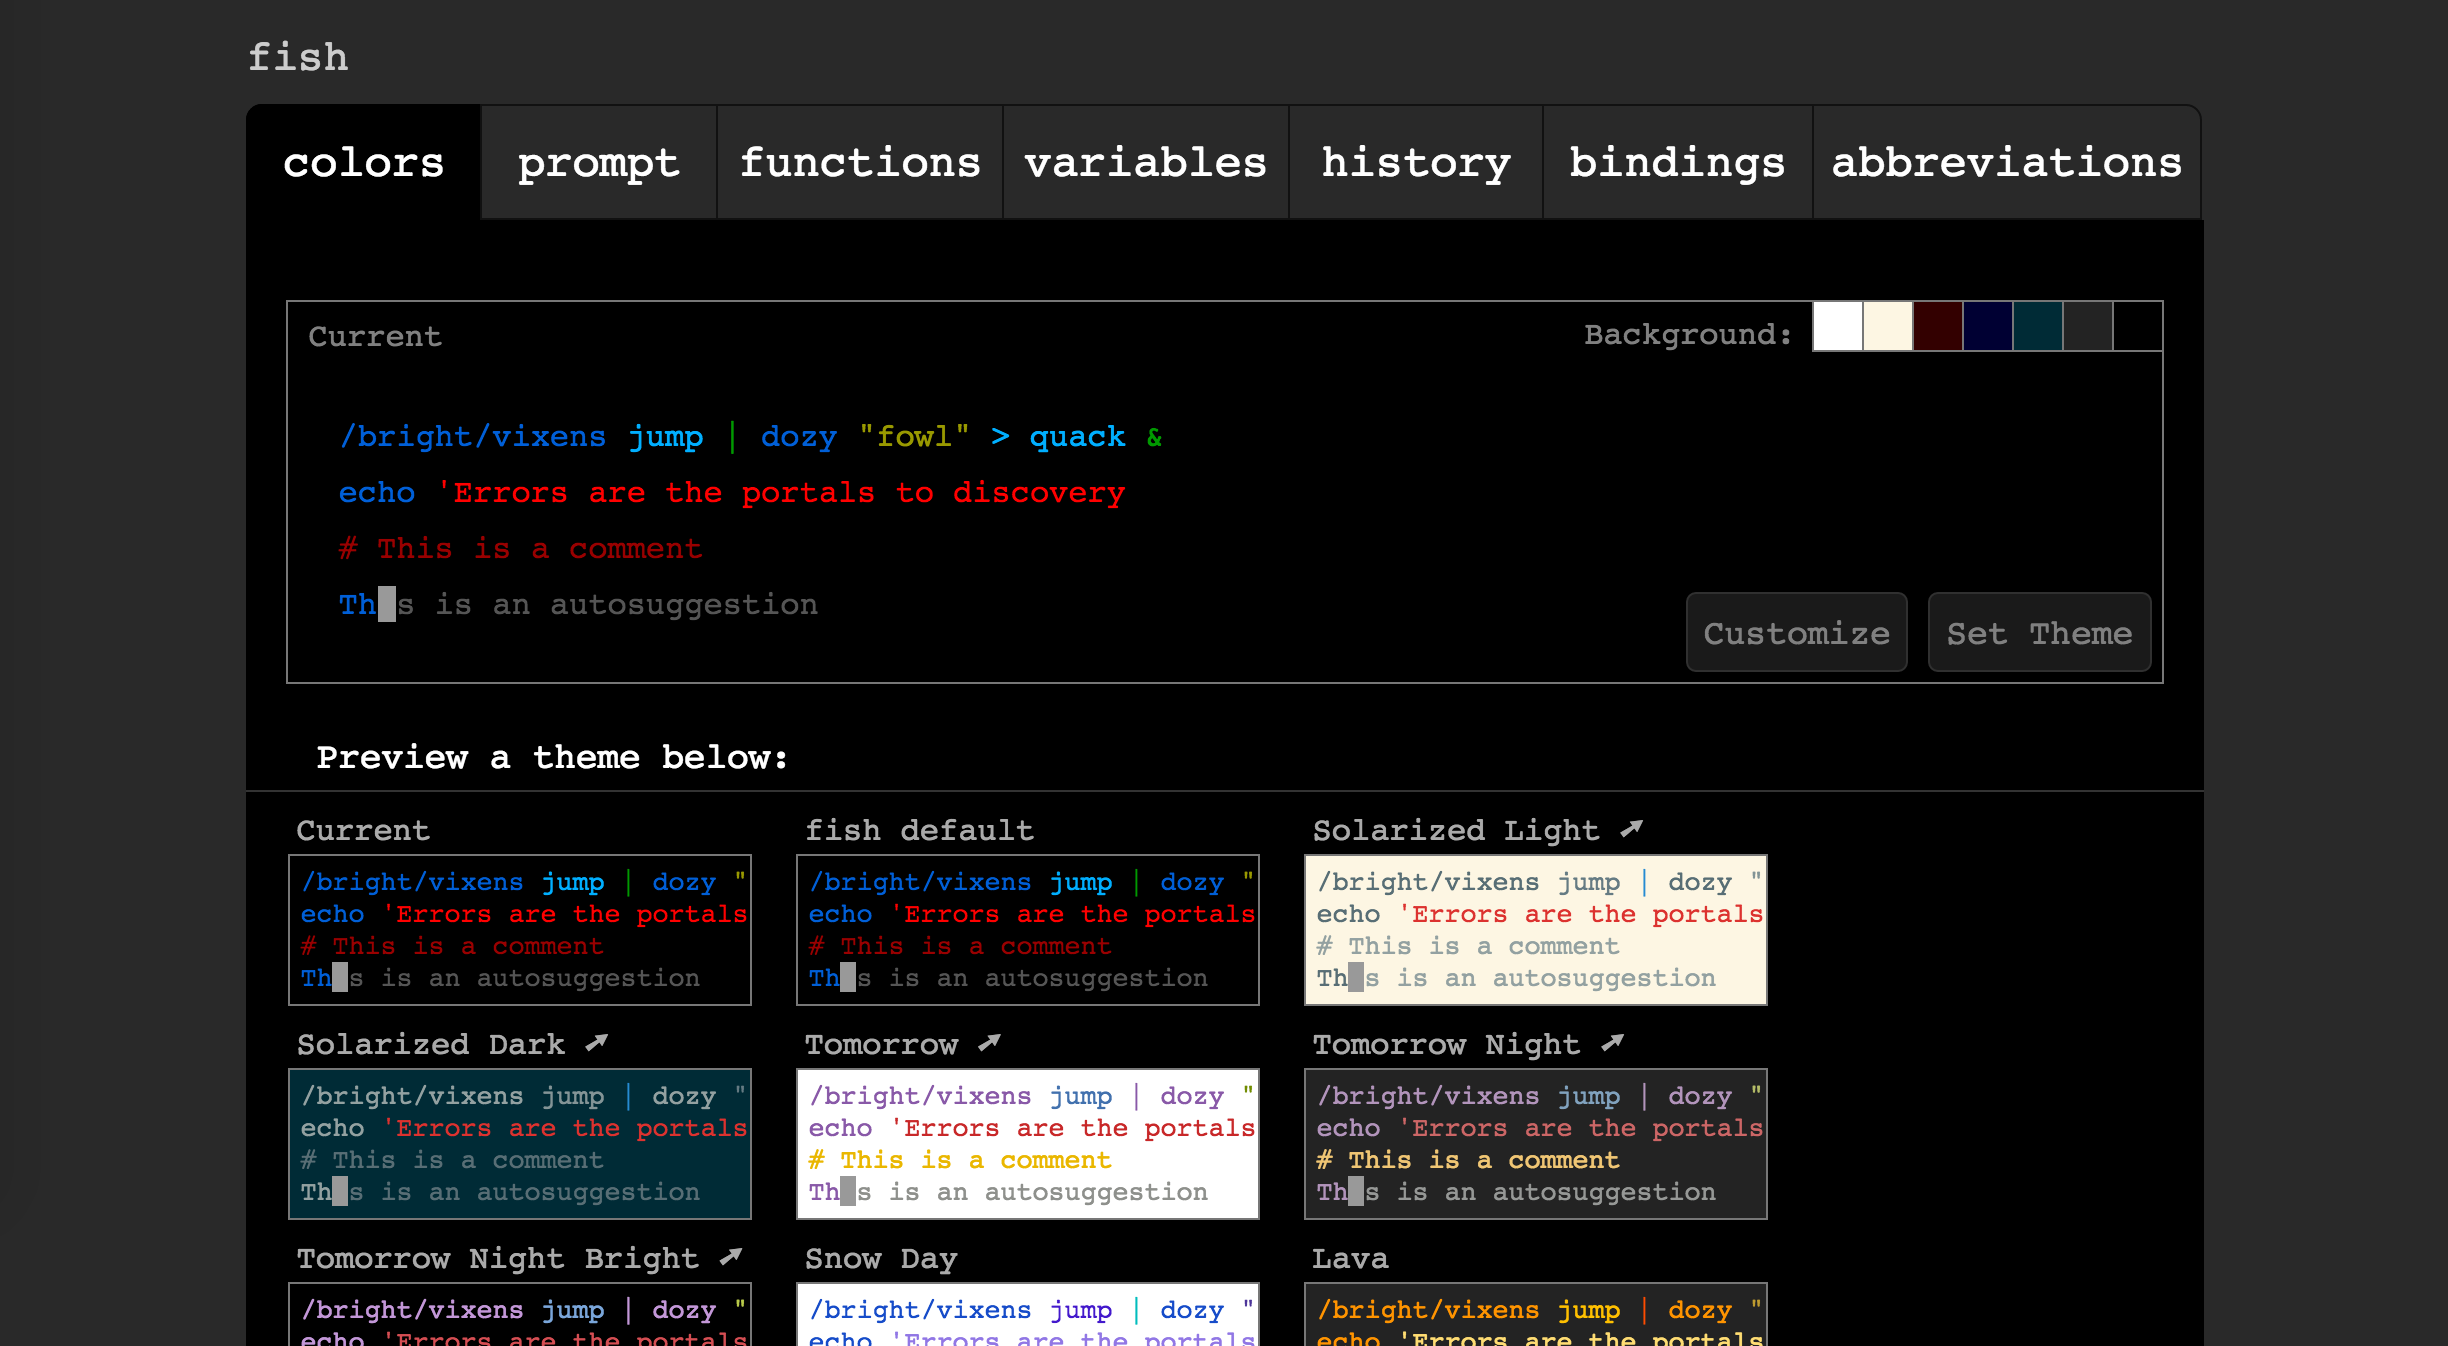 fish
colors prompt functions variables history bindings abbreviations
Current Background:
/bright/vixens jump | dozy "fowl" > quack &
echo 'Errors are the portals to discovery
# This is a comment
Th s is an autosuggestion
Customize Set Theme
Preview a theme below:
Current
/bright/vixens jump | dozy "
echo 'Errors are the portals
# This is a comment
Th s is an autosuggestion
fish default
/bright/vixens jump | dozy "
echo 'Errors are the portals
# This is a comment
Th s is an autosuggestion
Solarized Light
/bright/vixens jump | dozy "
echo 'Errors are the portals
# This is a comment
Th s is an autosuggestion
Solarized Dark
/bright/vixens jump | dozy "
echo 'Errors are the portals
# This is a comment
Th s is an autosuggestion
Tomorrow
/bright/vixens jump | dozy "
echo 'Errors are the portals
# This is a comment
Th s is an autosuggestion
Tomorrow Night
/bright/vixens jump | dozy "
echo 'Errors are the portals
# This is a comment
Th s is an autosuggestion
Tomorrow Night Bright
/bright/vixens jump | dozy "
echo 'Errors are the portals
Snow Day
/bright/vixens jump | dozy "
echo 'Errors are the portals
Lava
/bright/vixens jump | dozy "
echo 'Errors are the portals